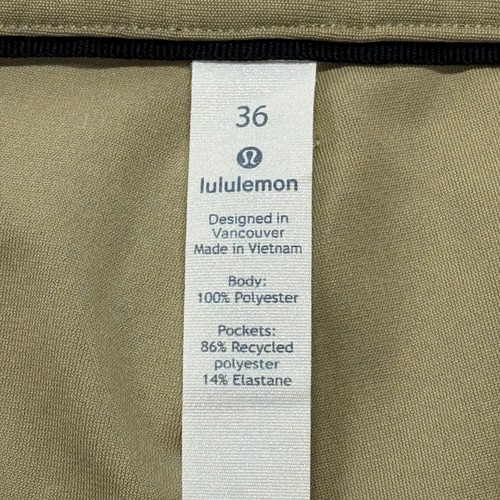 36
lululemon
Designed in
Vancouver
Made in Vietnam
Body:
100% Polyester
Pockets:
86% Recycled
polyester
14% Elastane